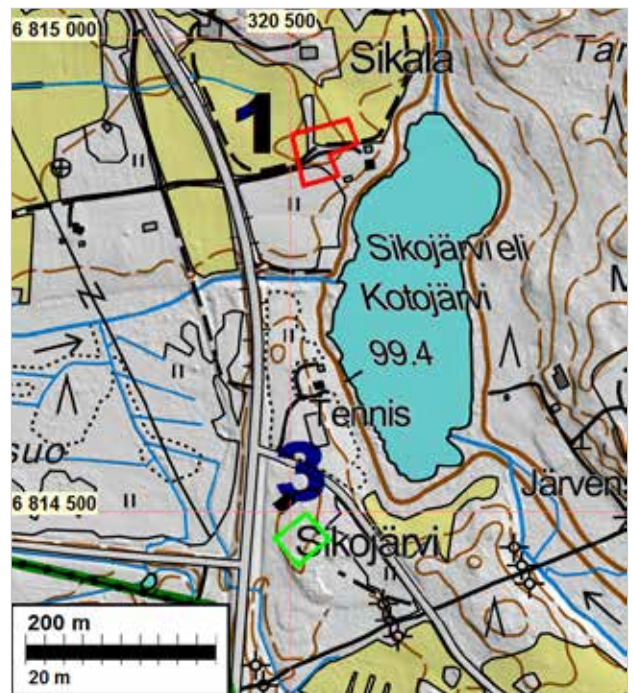 6 815 000
320 500
Sikala
Tar
1
Sikojärvi eli
Kotojärvi
99.4
M
Tennis
suo
3
Järven
6 814 500
Sikojärvi
200 m
20 m